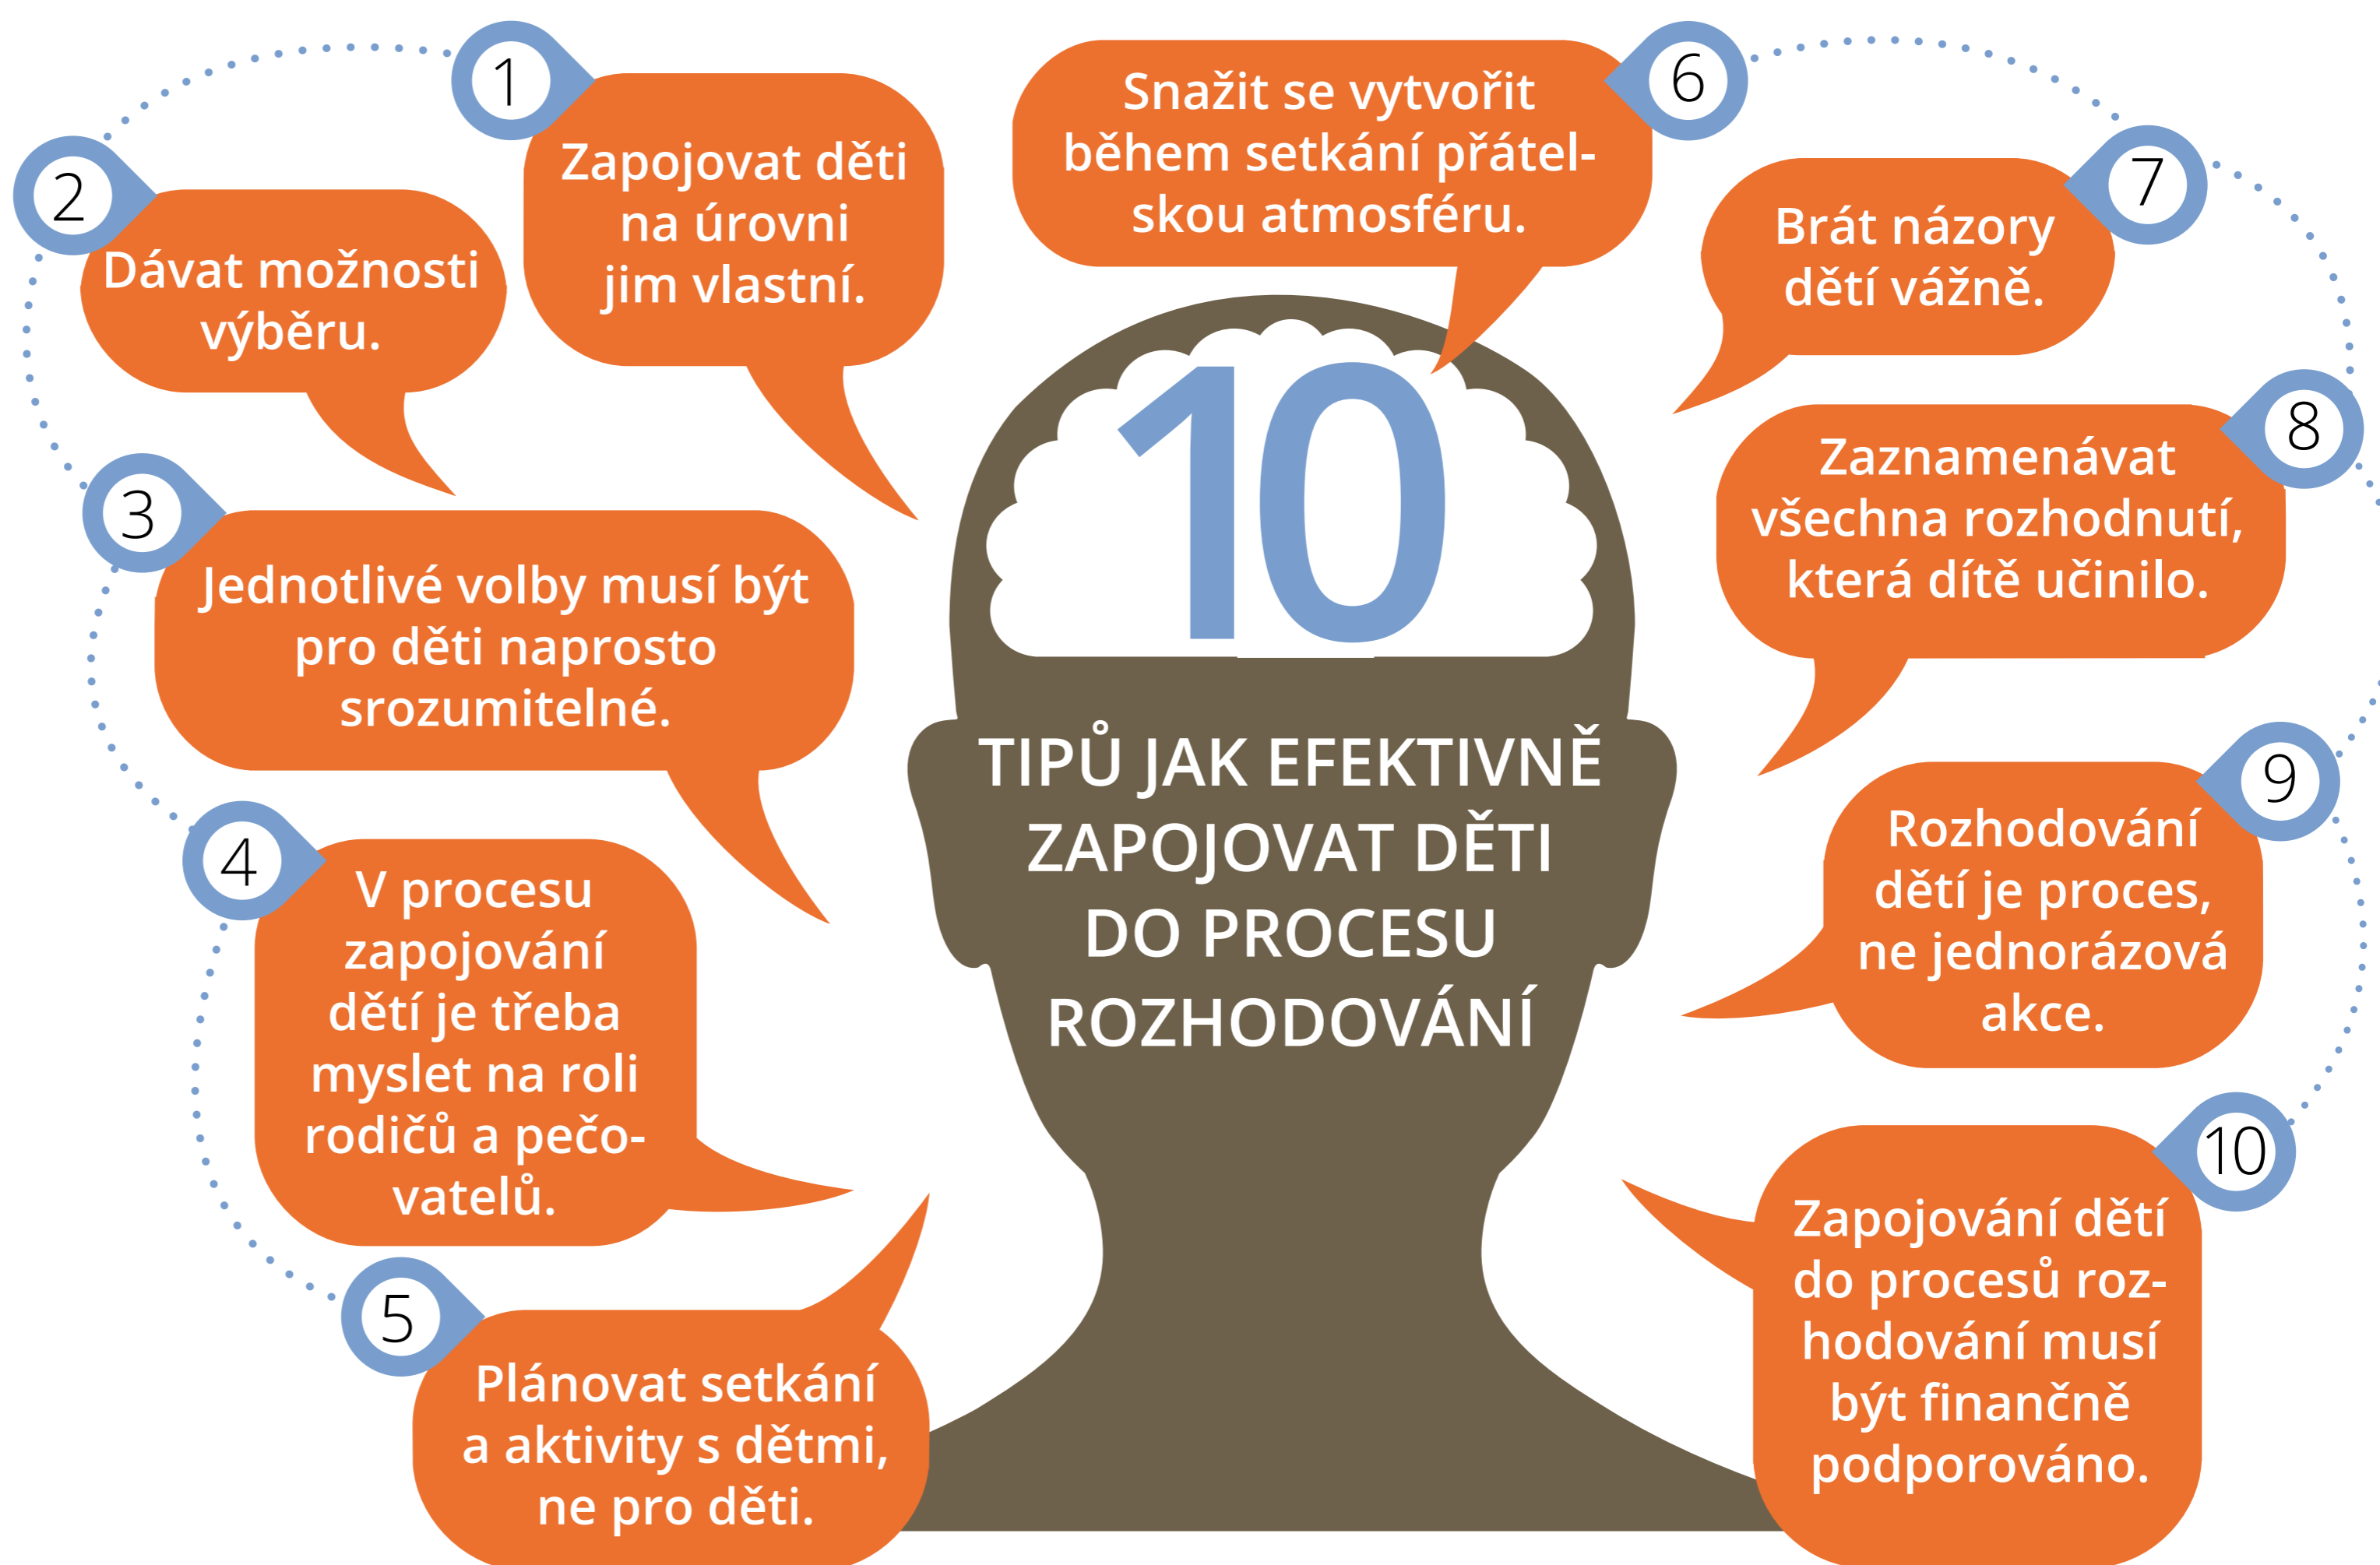 10
TIPŮ JAK EFEKTIVNĚ
ZAPOJOVAT DĚTI
DO PROCESU
ROZHODOVÁNÍ
1
Zapojovat děti
na úrovni
jim vlastní.
2
Dávat možnosti
výběru.
3
Jednotlivé volby musí být
pro děti naprosto
srozumitelné.
4
V procesu
zapojování
dětí je třeba
myslet na roli
rodičů a pečo-
vatelů.
5
Plánovat setkání
a aktivity s dětmi,
ne pro děti.
6
Snažit se vytvořit
během setkání přátel-
skou atmosféru.
7
Brát názory
dětí vážně.
8
Zaznamenávat
všechna rozhodnutí,
která dítě učinilo.
9
Rozhodování
dětí je proces,
ne jednorázová
akce.
10
Zapojování dětí
do procesů roz-
hodování musí
být finančně
podporováno.